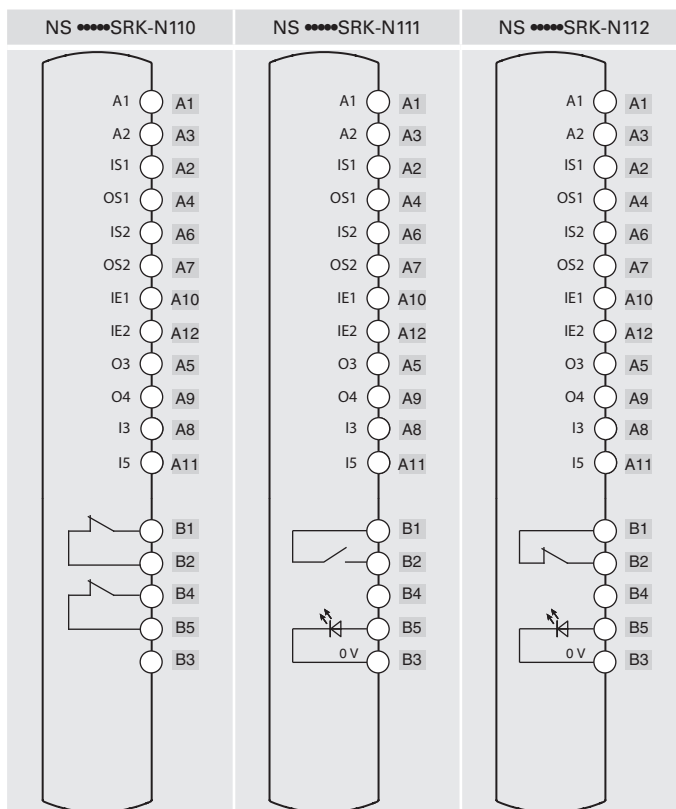 NS •••••SRK-N110 NS •••••SRK-N111 NS •••••SRK-N112
A1 A1 A1 A1 A1 A1
A2 A3 A2 A3 A2 A3
IS1 A2 IS1 A2 IS1 A2
OS1 A4 OS1 A4 OS1 A4
IS2 A6 IS2 A6 IS2 A6
OS2 A7 OS2 A7 OS2 A7
IE1 A10 IE1 A10 IE1 A10
IE2 A12 IE2 A12 IE2 A12
O3 A5 O3 A5 O3 A5
O4 A9 O4 A9 O4 A9
I3 A8 I3 A8 I3 A8
I5 A11 I5 A11 I5 A11
B1 B1 B1
B2 B2 B2
B4 B4 B4
B5 B5 B5
B3 0 V B3 0 V B3